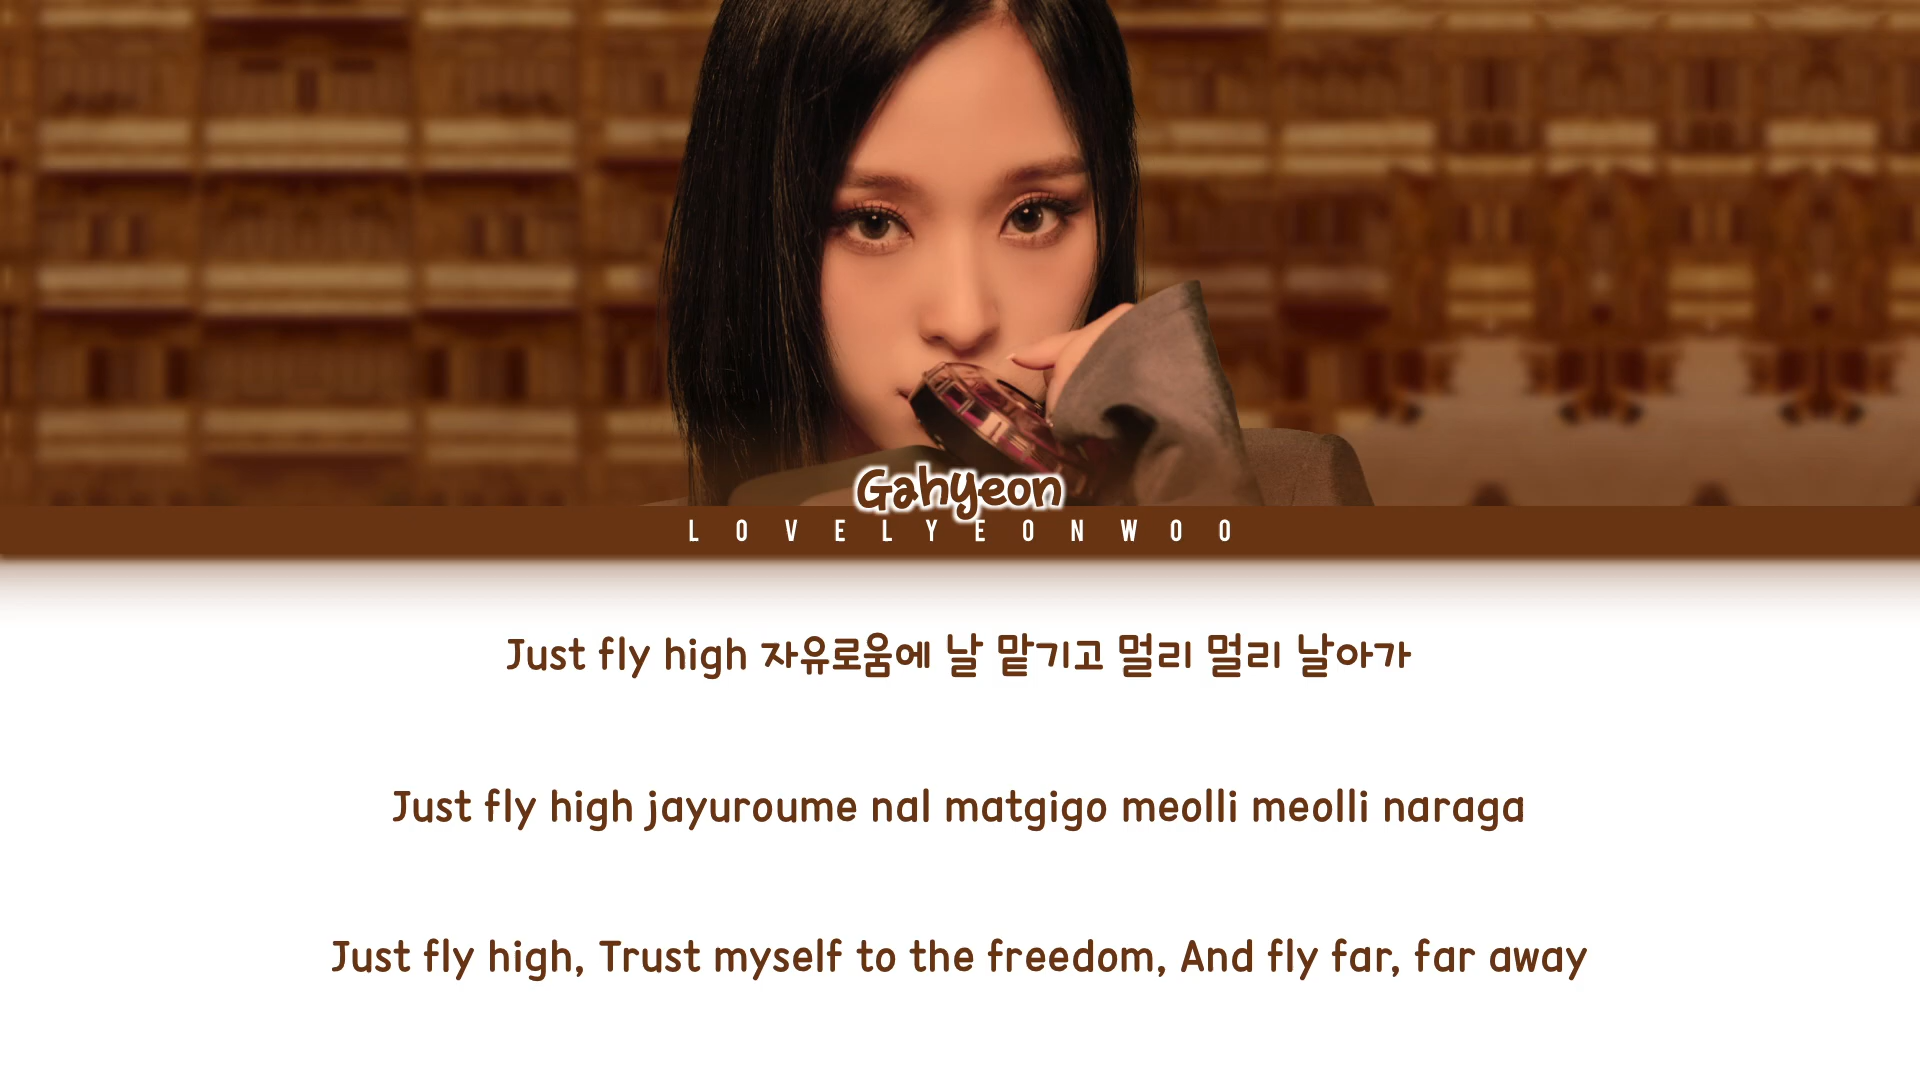 Gahyeon
LOVELYEONWOO
Just fly high 자유로움에 날 맡기고 멀리 멀리 날아가
Just fly high jayuroume nal matgigo meolli meolli naraga
Just fly high, Trust myself to the freedom, And fly far, far away